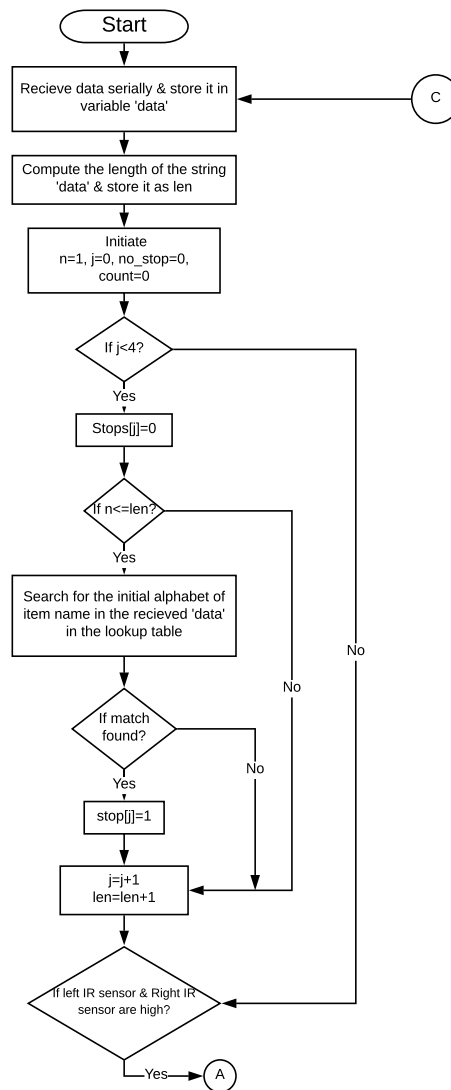 Start
Recieve data serially & store it in
variable 'data'
C
Compute the length of the string
'data' & store it as len
Initiate
n=1, j=0, no_stop=0,
count=0
If j<4?
Yes
Stops[j]=0
If n<=len?
Yes
Search for the initial alphabet of
item name in the recieved 'data'
in the lookup table
No
No
If match
found?
No
Yes
stop[j]=1
j=j+1
len=len+1
If left IR sensor & Right IR
sensor are high?
Yes
A